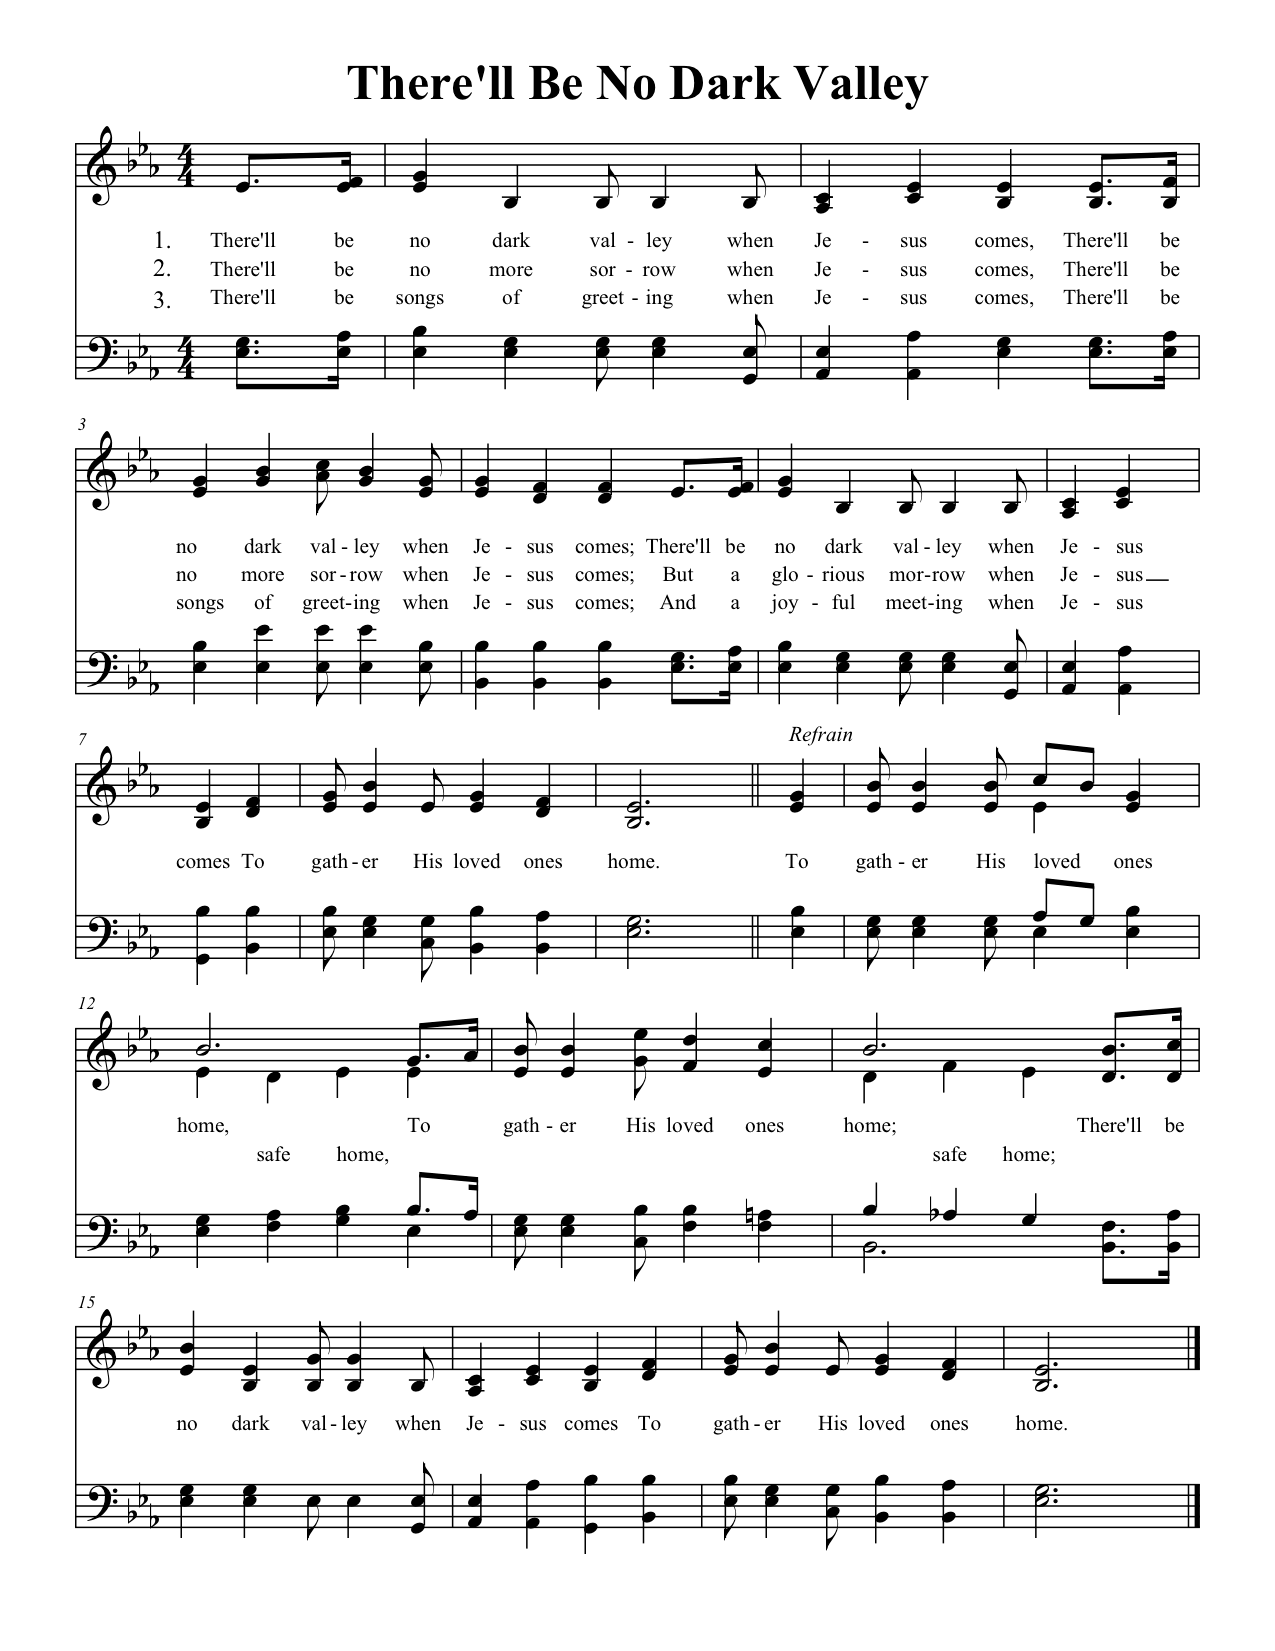 There'll Be No Dark Valley
4 4
1. There'll be no dark val - ley when Je - sus comes, There'll be
2. There'll be no more sor - row when Je - sus comes, There'll be
3. There'll be songs of greet - ing when Je - sus comes, There'll be
4 4
3
no dark val - ley when Je - sus comes; There'll be no dark val - ley when Je - sus
no more sor - row when Je - sus comes; But a glo - rious mor - row when Je - sus
songs of greet - ing when Je - sus comes; And a joy - ful meet - ing when Je - sus
7 Refrain
comes To gath - er His loved ones home. To gath - er His loved ones
12
home, To gath - er His loved ones home; There'll be
safe home, safe home;
15
no dark val - ley when Je - sus comes To gath - er His loved ones home.